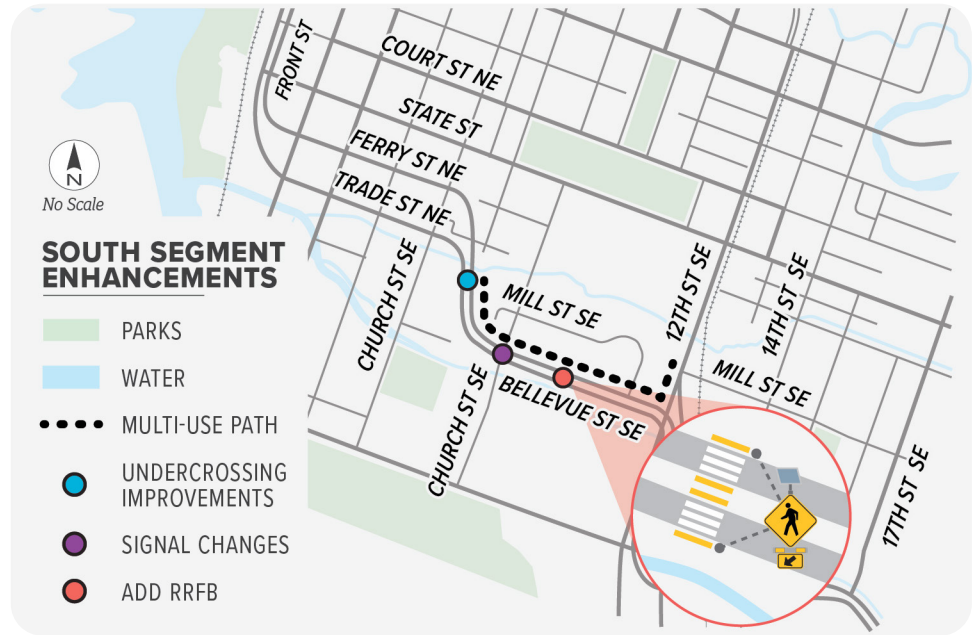 FRONT ST
COURT ST NE
STATE ST
FERRY ST NE
TRADE ST NE
N
No Scale
SOUTH SEGMENT
ENHANCEMENTS
PARKS
WATER
MULTI-USE PATH
UNDERCROSSING
IMPROVEMENTS
SIGNAL CHANGES
ADD RRFB
CHURCH ST SE
MILL ST SE
12TH ST SE
14TH ST SE
MILL ST SE
BELLEVUE ST SE
CHURCH ST SE
17TH ST SE